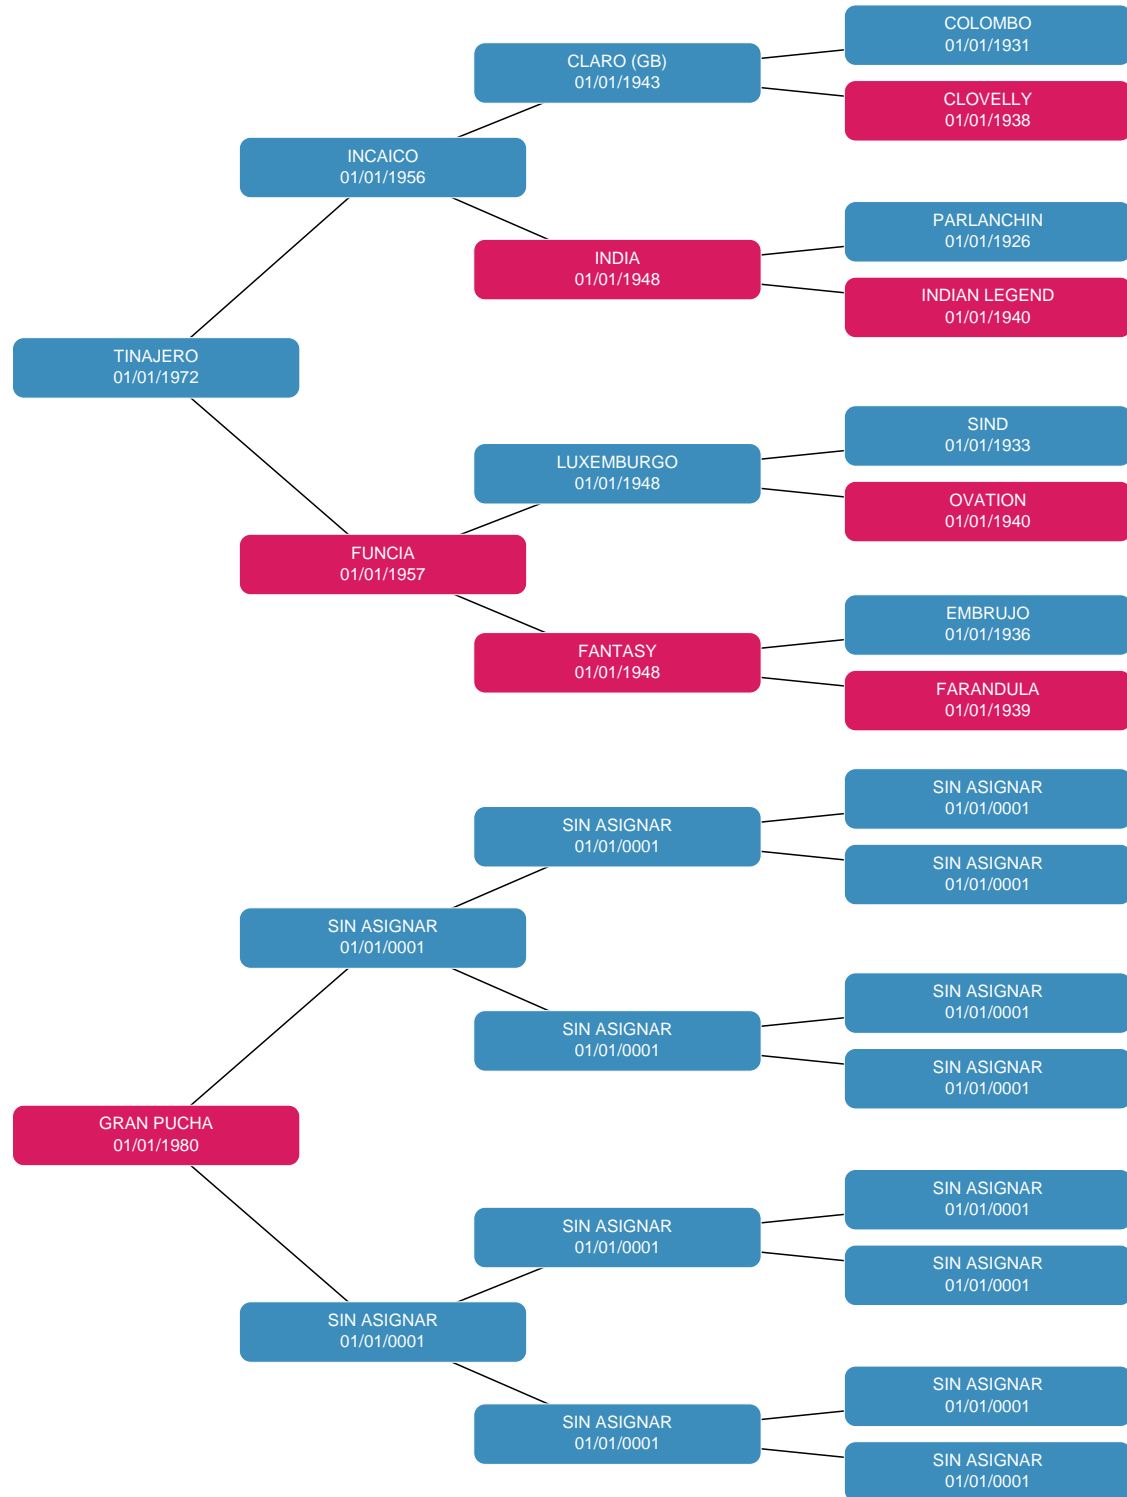 COLOMBO
01/01/1931
CLARO (GB)
01/01/1943
CLOVELLY
01/01/1938
INCAICO
01/01/1956
PARLANCHIN
01/01/1926
INDIA
01/01/1948
INDIAN LEGEND
01/01/1940
TINAJERO
01/01/1972
SIND
01/01/1933
LUXEMBURGO
01/01/1948
OVATION
01/01/1940
FUNCIA
01/01/1957
EMBRUJO
01/01/1936
FANTASY
01/01/1948
FARANDULA
01/01/1939
SIN ASIGNAR
01/01/0001
SIN ASIGNAR
01/01/0001
SIN ASIGNAR
01/01/0001
SIN ASIGNAR
01/01/0001
SIN ASIGNAR
01/01/0001
SIN ASIGNAR
01/01/0001
SIN ASIGNAR
01/01/0001
GRAN PUCHA
01/01/1980
SIN ASIGNAR
01/01/0001
SIN ASIGNAR
01/01/0001
SIN ASIGNAR
01/01/0001
SIN ASIGNAR
01/01/0001
SIN ASIGNAR
01/01/0001
SIN ASIGNAR
01/01/0001
SIN ASIGNAR
01/01/0001